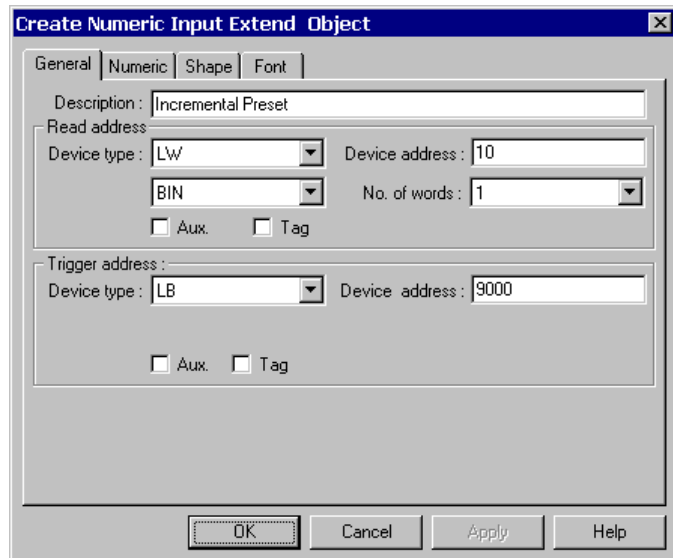 Create Numeric Input Extend Object
General Numeric Shape Font
Description : Incremental Preset
Read address
Device type : LW Device address : 10
BIN No. of words : 1
Aux. Tag
Trigger address :
Device type : LB Device address : 9000
Aux. Tag
OK Cancel Apply Help